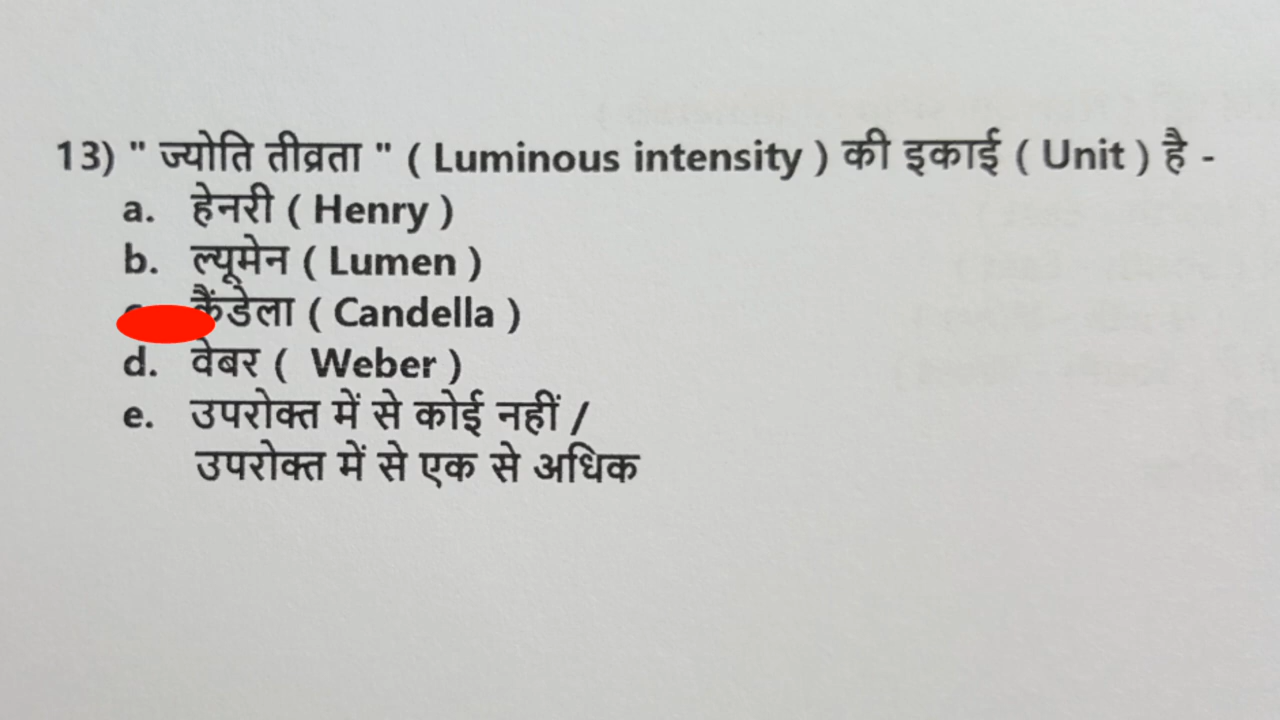 13) " ज्योति तीव्रता " ( Luminous intensity ) की इकाई ( Unit ) है -
a. हेनरी ( Henry )
b. ल्यूमेन ( Lumen )
कैंडेला ( Candella )
d. वेबर ( Weber )
e. उपरोक्त में से कोई नहीं /
उपरोक्त में से एक से अधिक